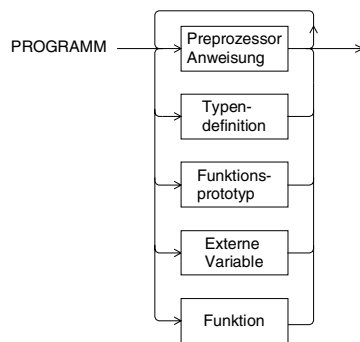 PROGRAMM
Preprozessor
Anweisung
Typen-
definition
Funktions-
prototyp
Externe
Variable
Funktion